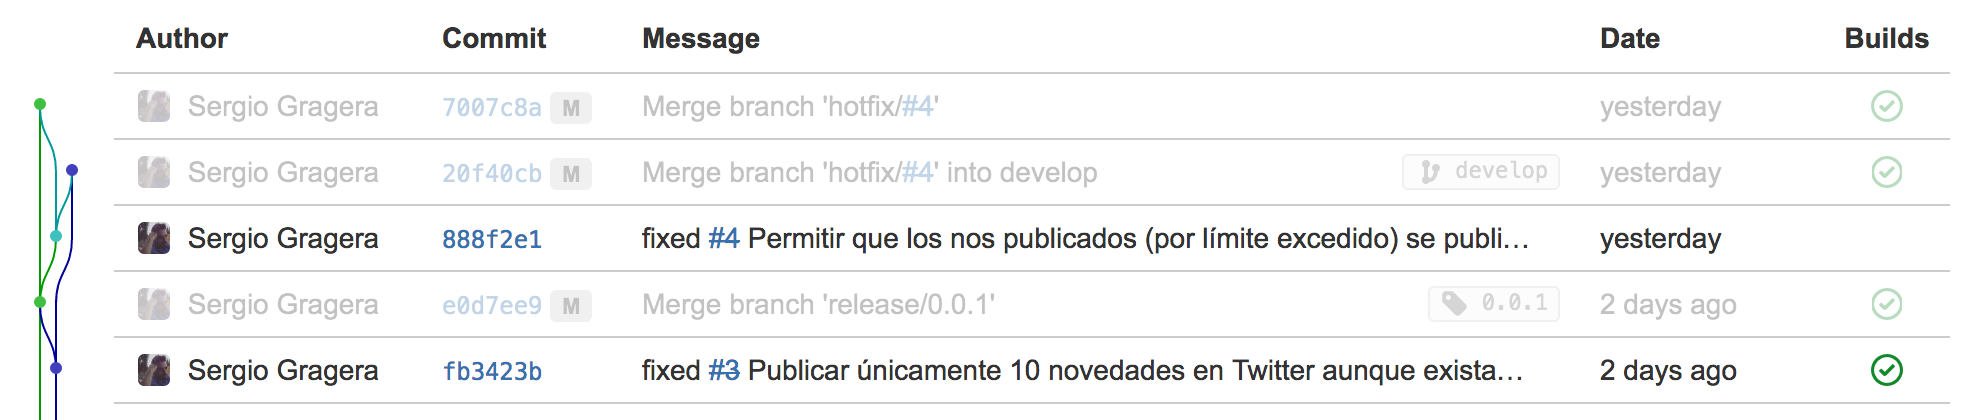 Author Commit Message Date Builds
Sergio Gragera 7007c8a M Merge branch 'hotfix/#4' yesterday
Sergio Gragera 20f40cb M Merge branch 'hotfix/#4' into develop develop yesterday
Sergio Gragera 888f2e1 fixed #4 Permitir que los nos publicados (por límite excedido) se publi… yesterday
Sergio Gragera e0d7ee9 M Merge branch 'release/0.0.1' 0.0.1 2 days ago
Sergio Gragera fb3423b fixed #3 Publicar únicamente 10 novedades en Twitter aunque exista… 2 days ago